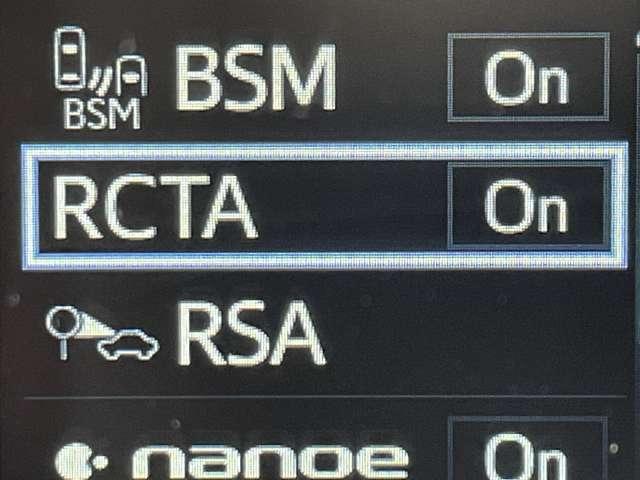 BSM BSM On
RCTA On
RSA
nanoe On